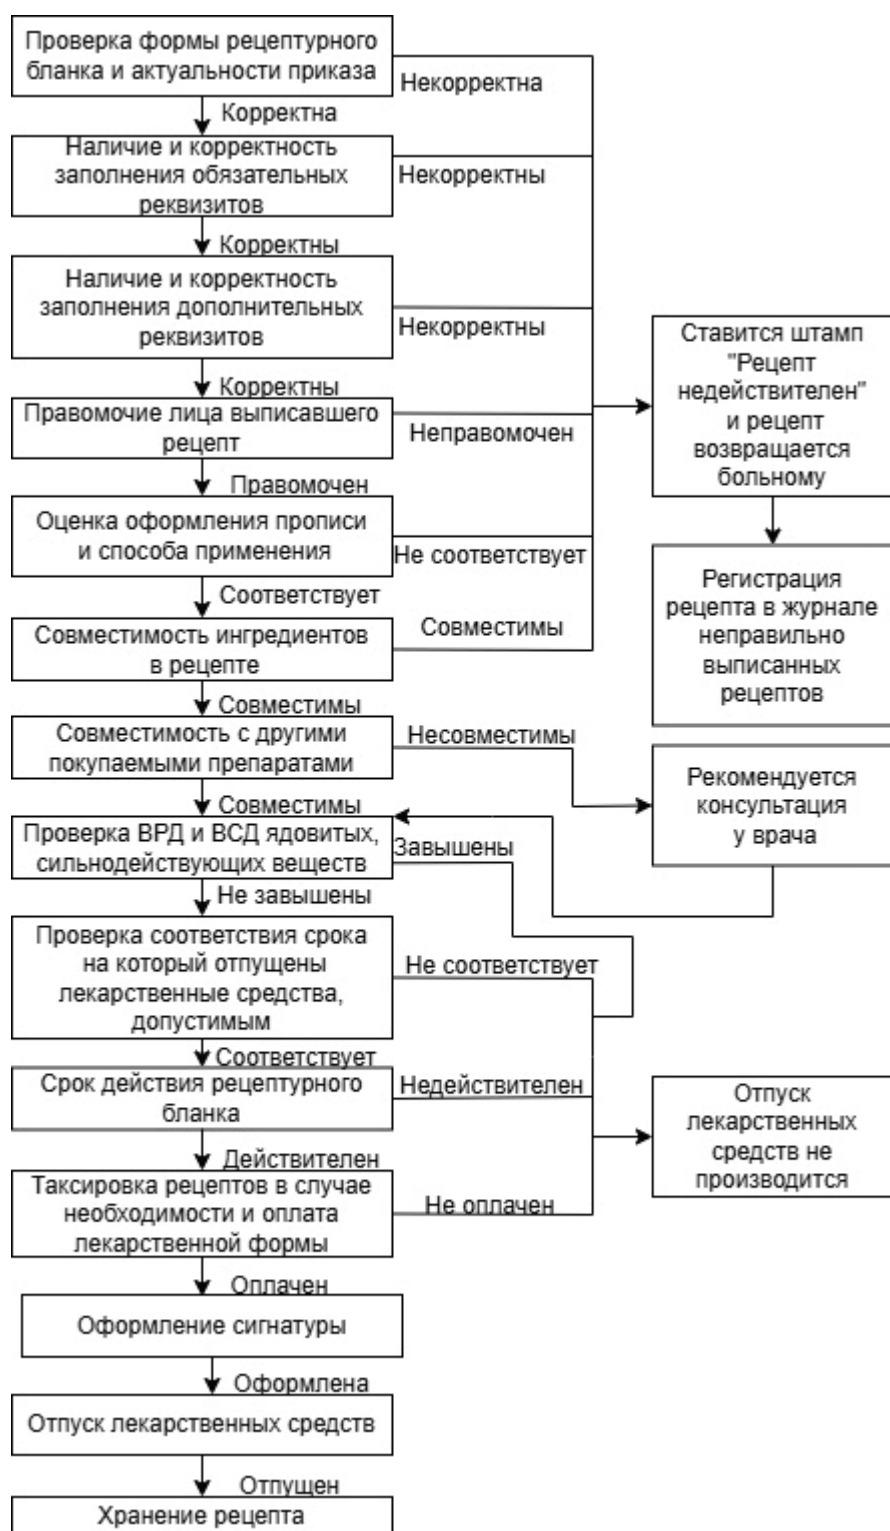 Проверка формы рецептурного
бланка и актуальности приказа
Некорректна
Корректна
Наличие и корректность
заполнения обязательных
реквизитов
Некорректны
Корректны
Наличие и корректность
заполнения дополнительных
реквизитов
Некорректны
Корректны
Правомочие лица выписавшего
рецепт
Неправомочен
Правомочен
Оценка оформления прописи
и способа применения
Не соответствует
Соответствует
Совместимость ингредиентов
в рецепте
Совместимы
Совместимы
Ставится штамп
"Рецепт
недействителен"
и рецепт
возвращается
больному
Регистрация
рецепта в журнале
неправильно
выписанных
рецептов
Совместимость с другими
покупаемыми препаратами
Несовместимы
Рекомендуется
консультация
у врача
Совместимы
Проверка ВРД и ВСД ядовитых,
сильнодействующих веществ
Завышены
Не завышены
Проверка соответствия срока
на который отпущены
лекарственные средства,
допустимым
Не соответствует
Соответствует
Срок действия рецептурного
бланка
Недействителен
Действителен
Таксировка рецептов в случае
необходимости и оплата
лекарственной формы
Не оплачен
Отпуск
лекарственных
средств не
производится
Оплачен
Оформление сигнатуры
Оформлена
Отпуск лекарственных средств
Отпущен
Хранение рецепта